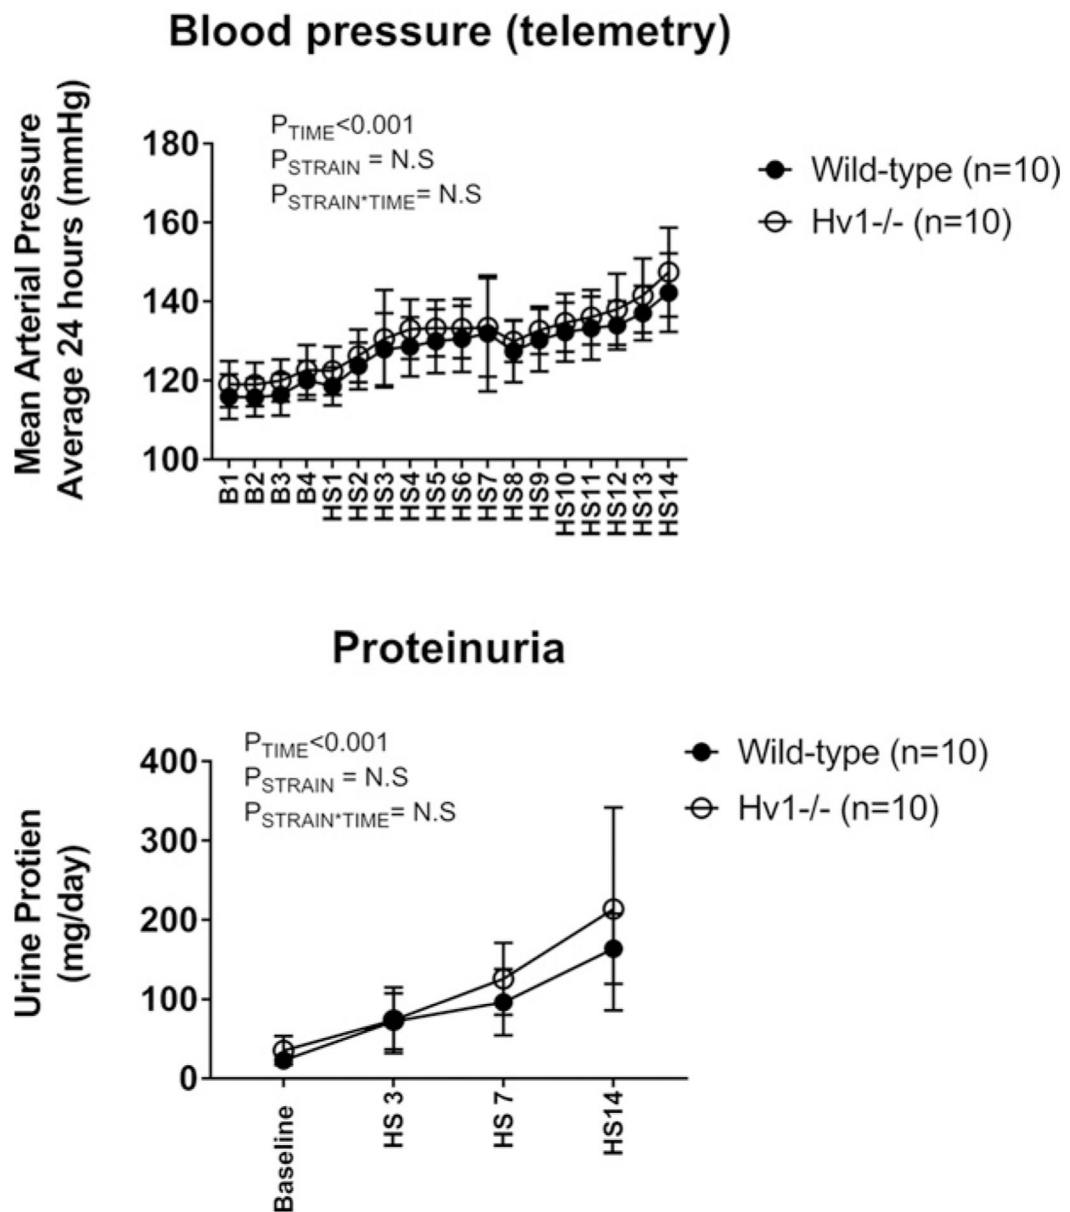 Blood pressure (telemetry)
Mean Arterial Pressure
Average 24 hours (mmHg)
180
160
140
120
100
PTIME<0.001
PSTRAIN = N.S
PSTRAIN*TIME= N.S
Wild-type (n=10)
Hv1-/- (n=10)
B1
B2
B3
B4
HS1
HS2
HS3
HS4
HS5
HS6
HS7
HS8
HS9
HS10
HS11
HS12
HS13
HS14
Proteinuria
Urine Protien
(mg/day)
400
300
200
100
0
PTIME<0.001
PSTRAIN = N.S
PSTRAIN*TIME= N.S
Wild-type (n=10)
Hv1-/- (n=10)
Baseline
HS 3
HS 7
HS14